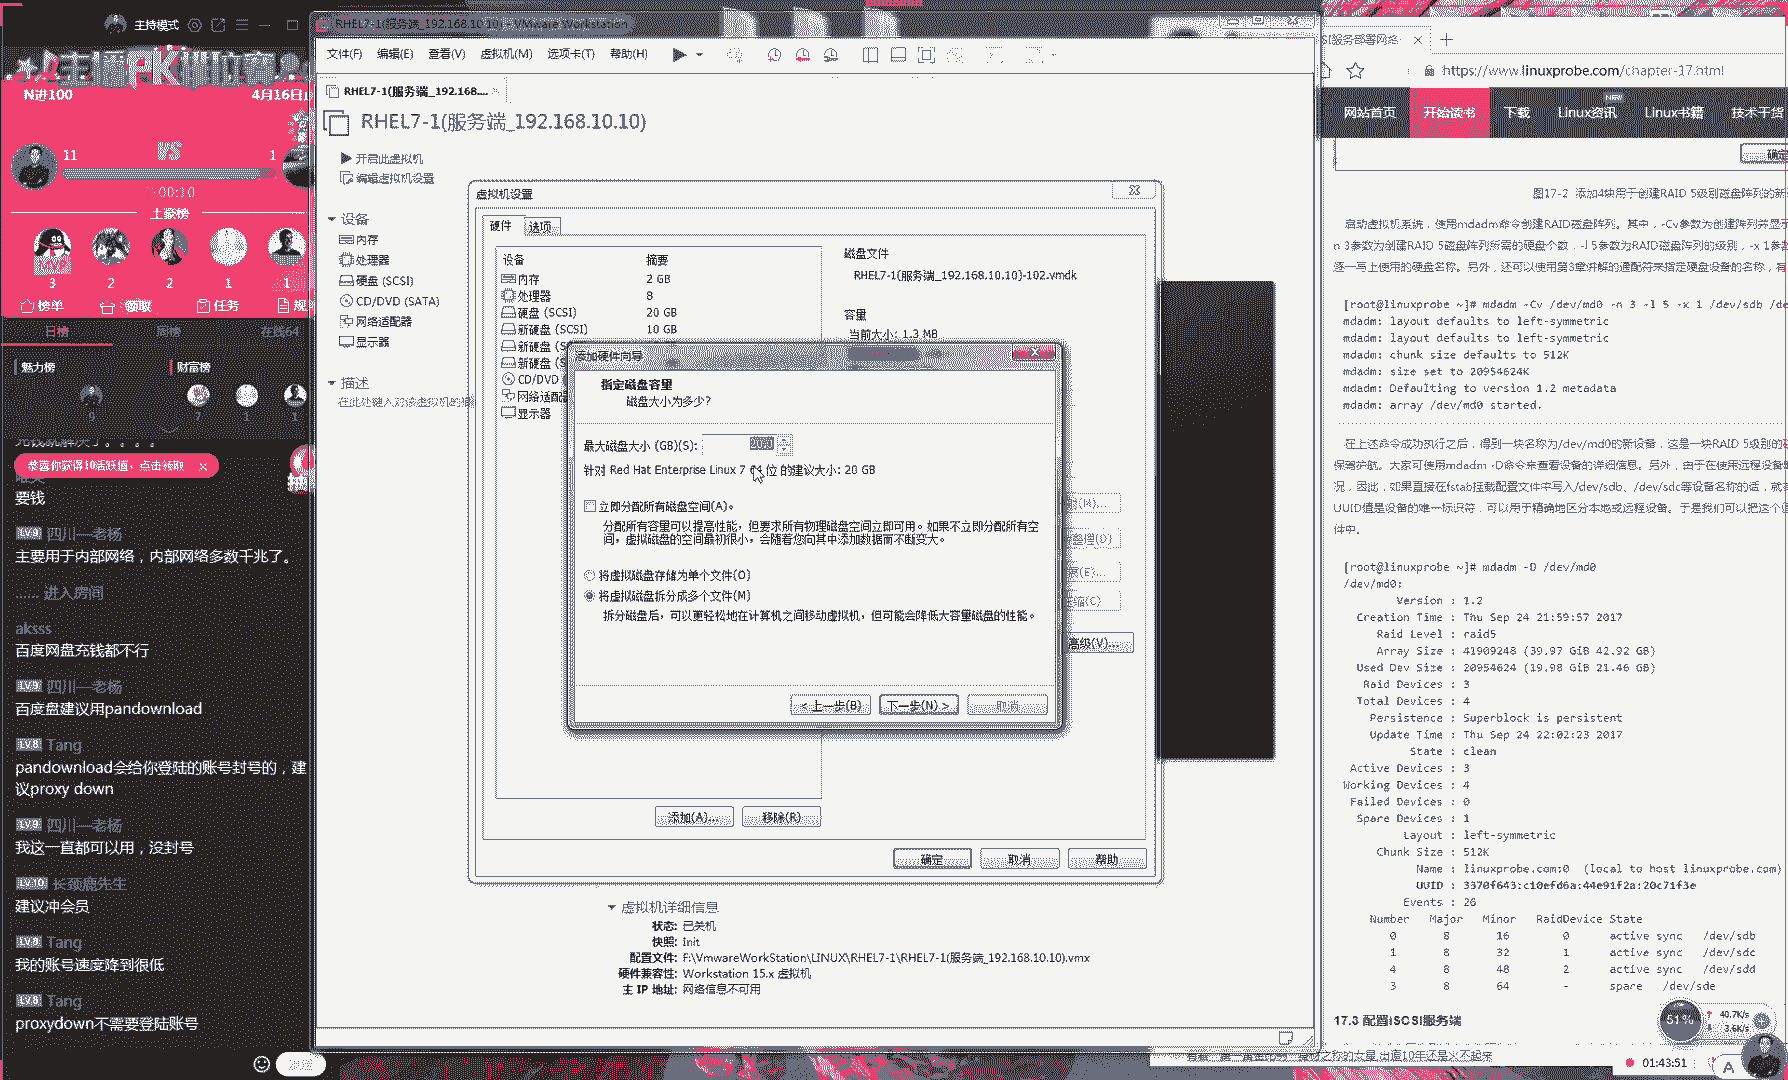 主持模式
N进100
4月16日
11
VS
1
00:10
土豪榜
MVP
3
2
2
1
1
榜单
领取
任务
规
日榜
周榜
在线64
魅力榜
财富榜
9
7
1
1
恭喜你获得10活跃值，点击领取
要钱
LV.9 四川—老杨
主要用于内部网络，内部网络多数千兆了。
...... 进入房间
aksss
百度网盘充钱都不行
LV.9 四川—老杨
百度盘建议用pandownload
LV.8 Tang
pandownload会给你登陆的账号封号的，建
议proxy down
LV.9 四川—老杨
我这一直都可以用，没封号
LV.10 长颈鹿先生
建议冲会员
LV.8 Tang
我的账号速度降到很低
LV.8 Tang
proxydown不需要登陆账号
发送
RHEL7-1(服务端_192.168.10.10) - VMware Workstation
文件(F) 编辑(E) 查看(V) 虚拟机(M) 选项卡(T) 帮助(H)
RHEL7-1(服务端_192.168....
RHEL7-1(服务端_192.168.10.10)
开启此虚拟机
编辑虚拟机设置
设备
内存
处理器
硬盘 (SCSI)
CD/DVD (SATA)
网络适配器
显示器
描述
在此处键入对该虚拟机的描
虚拟机设置
硬件 选项
设备 摘要
内存 2 GB
处理器 8
硬盘 (SCSI) 20 GB
新硬盘 (SCSI) 10 GB
新硬盘 (S
新硬盘 (S
CD/DVD
网络适配
显示器
磁盘文件
RHEL7-1(服务端_192.168.10.10)-102.vmdk
容量
当前大小: 1.3 MB
高级(V)...
添加(A)... 移除(R)
确定 取消 帮助
添加硬件向导
指定磁盘容量
磁盘大小为多少?
最大磁盘大小 (GB)(S): 20.0
针对 Red Hat Enterprise Linux 7 64 位 的建议大小: 20 GB
立即分配所有磁盘空间(A)。
分配所有容量可以提高性能，但要求所有物理磁盘空间立即可用。如果不立即分配所有空
间，虚拟磁盘的空间最初很小，会随着您向其中添加数据而不断变大。
将虚拟磁盘存储为单个文件(O)
将虚拟磁盘拆分成多个文件(M)
拆分磁盘后，可以更轻松地在计算机之间移动虚拟机，但可能会降低大容量磁盘的性能。
< 上一步(B) 下一步(N) > 取消
虚拟机详细信息
状态: 已关机
快照: Init
配置文件: F:\VmwareWorkStation\LINUX\RHEL7-1\RHEL7-1(服务端_192.168.10.10).vmx
硬件兼容性: Workstation 15.x 虚拟机
主 IP 地址: 网络信息不可用
SI服务部署网络
https://www.linuxprobe.com/chapter-17.html
网站首页 开始读书 下载 Linux资讯 NEW Linux书籍 技术干货
确定
图17-2 添加4块用于创建RAID 5级别磁盘阵列的新
启动虚拟机系统，使用mdadm命令创建RAID磁盘阵列。其中，-Cv参数为创建阵列并显示
n 3参数为创建RAID 5磁盘阵列所需的硬盘个数，-l 5参数为RAID磁盘阵列的级别，-x 1参数
逐一写上使用的硬盘名称。另外，还可以使用第3章讲解的通配符来指定硬盘设备的名称，有
[root@linuxprobe ~]# mdadm -Cv /dev/md0 -n 3 -l 5 -x 1 /dev/sdb /de
mdadm: layout defaults to left-symmetric
mdadm: layout defaults to left-symmetric
mdadm: chunk size defaults to 512K
mdadm: size set to 20954624K
mdadm: Defaulting to version 1.2 metadata
mdadm: array /dev/md0 started.
在上述命令成功执行之后，得到一块名称为/dev/md0的新设备，这是一块RAID 5级别的
保驾护航。大家可使用mdadm -D命令来查看设备的详细信息。另外，由于在使用远程设备
况，因此，如果直接在fstab挂载配置文件中写入/dev/sdb、/dev/sdc等设备名称的话，就有
UUID值是设备的唯一标识符，可以用于精确地区分本地或远程设备。于是我们可以把这个值
件中。
[root@linuxprobe ~]# mdadm -D /dev/md0
/dev/md0:
Version : 1.2
Creation Time : Thu Sep 24 21:59:57 2017
Raid Level : raid5
Array Size : 41909248 (39.97 GiB 42.92 GB)
Used Dev Size : 20954624 (19.98 GiB 21.46 GB)
Raid Devices : 3
Total Devices : 4
Persistence : Superblock is persistent
Update Time : Thu Sep 24 22:02:23 2017
State : clean
Active Devices : 3
Working Devices : 4
Failed Devices : 0
Spare Devices : 1
Layout : left-symmetric
Chunk Size : 512K
Name : linuxprobe.com:0 (local to host linuxprobe.com)
UUID : 3370f643:c10efd6a:44e91f2a:20c71f3e
Events : 26
Number Major Minor RaidDevice State
0 8 16 0 active sync /dev/sdb
1 8 32 1 active sync /dev/sdc
4 8 48 2 active sync /dev/sdd
3 8 64 - spare /dev/sde
17.3 配置iSCSI服务端
51%
40.7K/s
3.6K/s
01:43:51
A